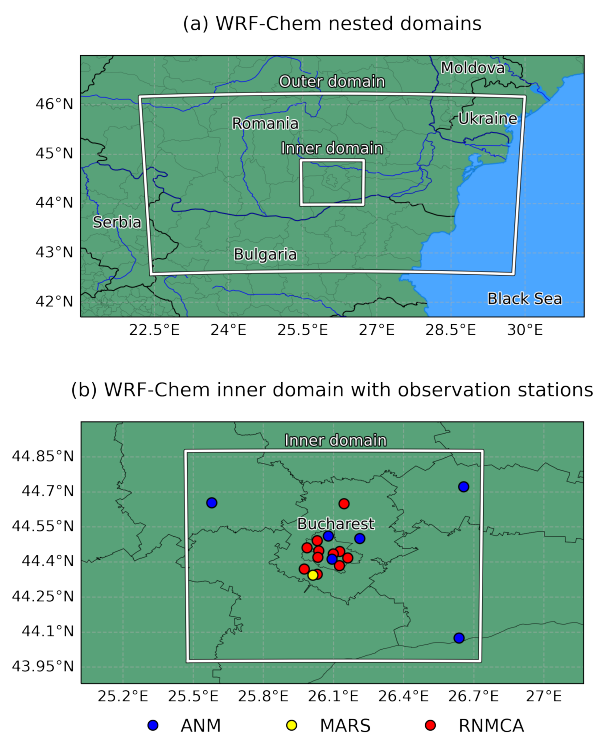 (a) WRF-Chem nested domains
Moldova
Outer domain
46°N
Ukraine
Romania
45°N
Inner domain
44°N
Serbia
43°N
Bulgaria
42°N
Black Sea
22.5°E 24°E 25.5°E 27°E 28.5°E 30°E
(b) WRF-Chem inner domain with observation stations
Inner domain
44.85°N
44.7°N
44.55°N
Bucharest
44.4°N
44.25°N
44.1°N
43.95°N
25.2°E 25.5°E 25.8°E 26.1°E 26.4°E 26.7°E 27°E
ANM MARS RNMCA